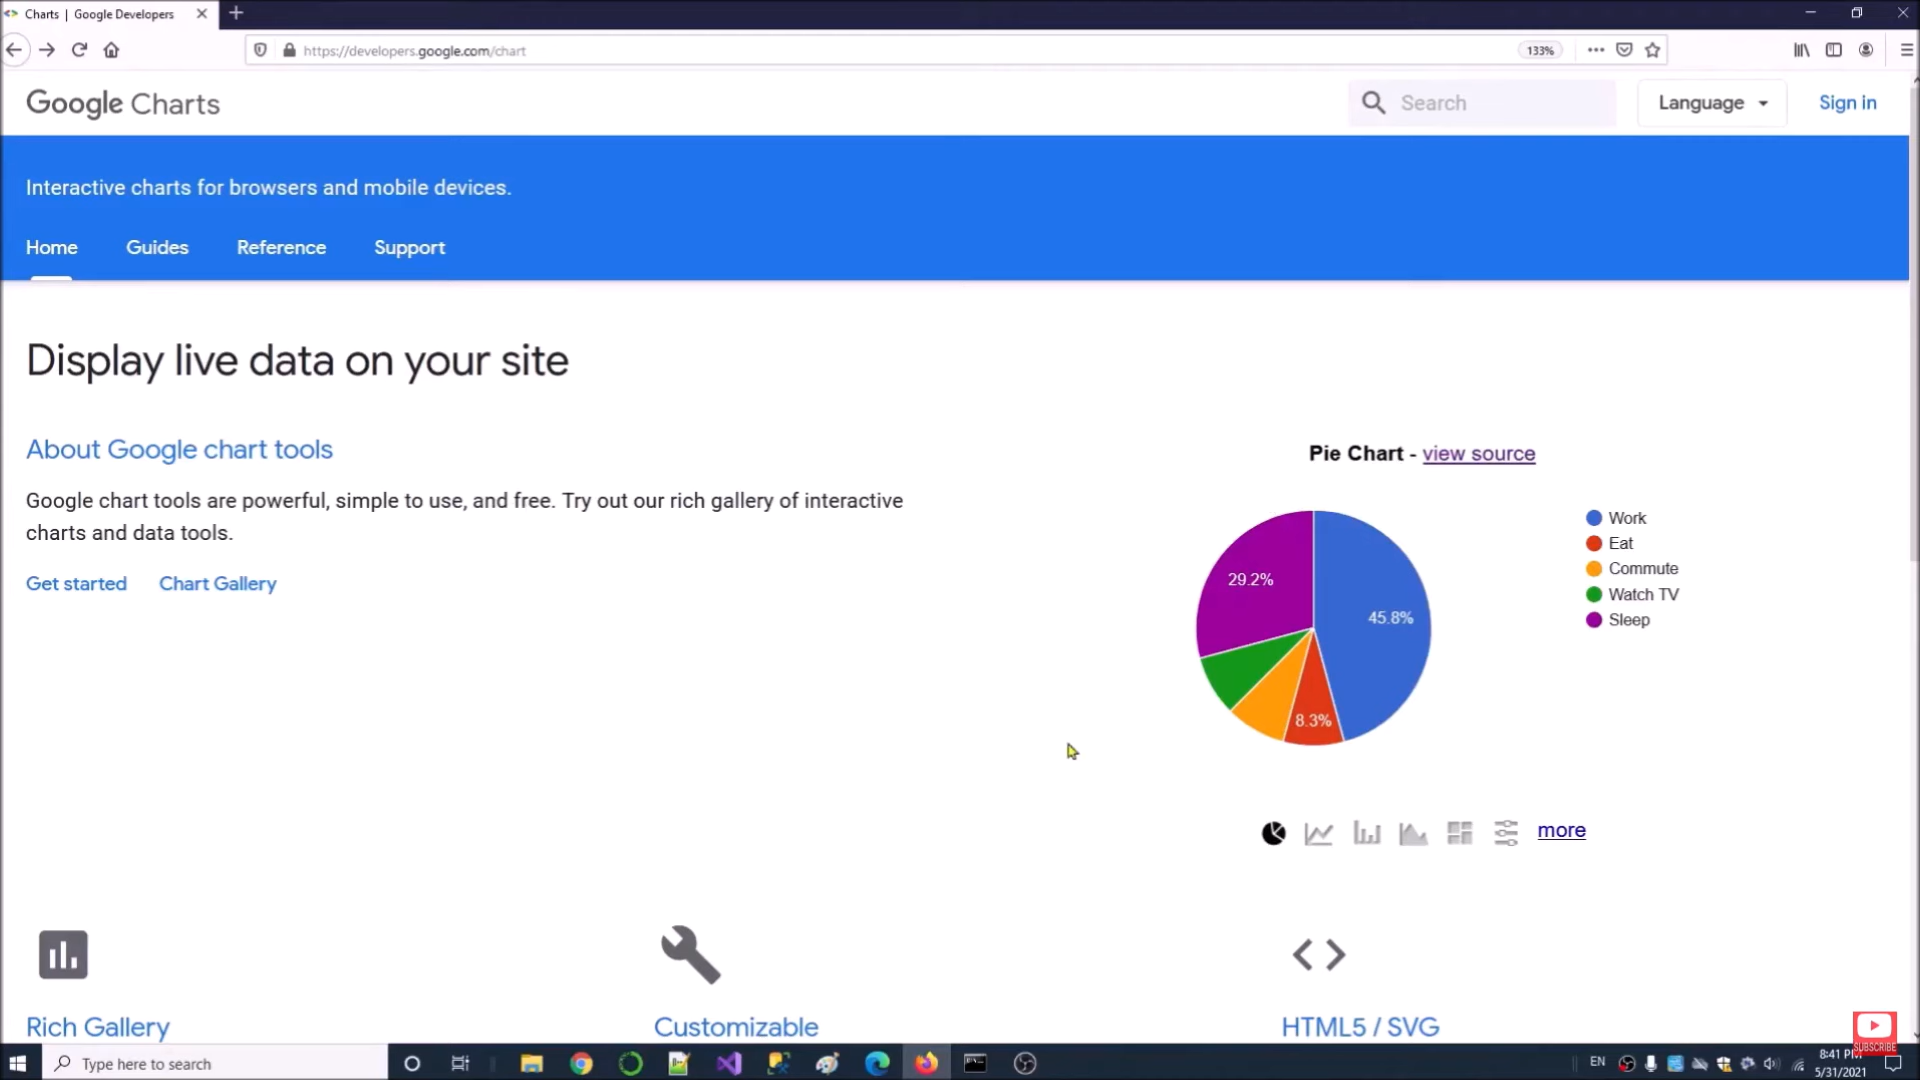 Charts | Google Developers
https://developers.google.com/chart
133%
Google Charts
Search
Language
Sign in
Interactive charts for browsers and mobile devices.
Home Guides Reference Support
Display live data on your site
About Google chart tools
Google chart tools are powerful, simple to use, and free. Try out our rich gallery of interactive
charts and data tools.
Get started Chart Gallery
Pie Chart - view source
29.2%
45.8%
8.3%
Work
Eat
Commute
Watch TV
Sleep
more
Rich Gallery
Customizable
HTML5 / SVG
SUBSCRIBE
Type here to search
EN
8:41 PM
5/31/2021